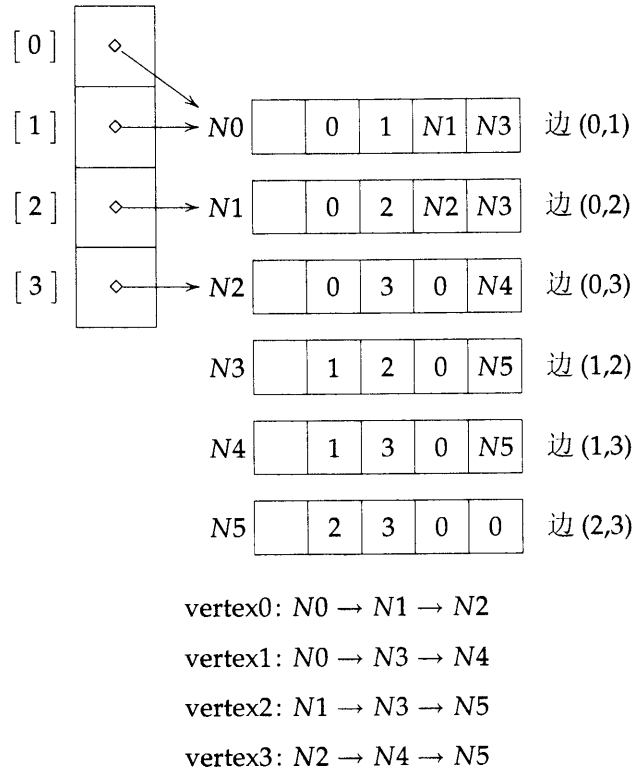 [0]
[1] N0 0 1 N1 N3 边 (0,1)
[2] N1 0 2 N2 N3 边 (0,2)
[3] N2 0 3 0 N4 边 (0,3)
N3 1 2 0 N5 边 (1,2)
N4 1 3 0 N5 边 (1,3)
N5 2 3 0 0 边 (2,3)
vertex0: N0 → N1 → N2
vertex1: N0 → N3 → N4
vertex2: N1 → N3 → N5
vertex3: N2 → N4 → N5